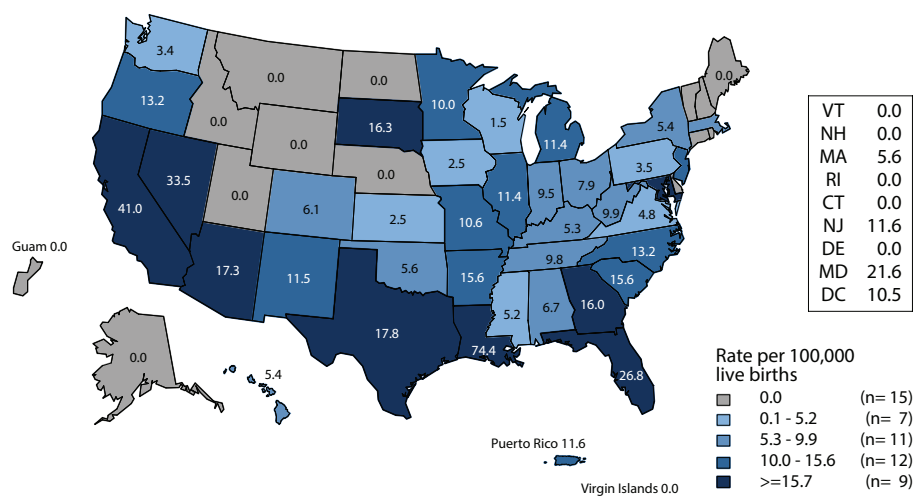 3.4
0.0
0.0
0.0
5.4
13.2
10.0
1.5
16.3
11.4
0.0
0.0
2.5
3.5
0.0
9.5
7.9
33.5
0.0
11.4
41.0
6.1
2.5
10.6
9.9
4.8
5.3
13.2
9.8
17.3
11.5
5.6
15.6
15.6
16.0
6.7
5.2
17.8
74.4
26.8
Guam 0.0
0.0
5.4
Puerto Rico 11.6
Virgin Islands 0.0
VT 0.0
NH 0.0
MA 5.6
RI 0.0
CT 0.0
NJ 11.6
DE 0.0
MD 21.6
DC 10.5
Rate per 100,000
live births
0.0 (n= 15)
0.1 - 5.2 (n= 7)
5.3 - 9.9 (n= 11)
10.0 - 15.6 (n= 12)
>=15.7 (n= 9)